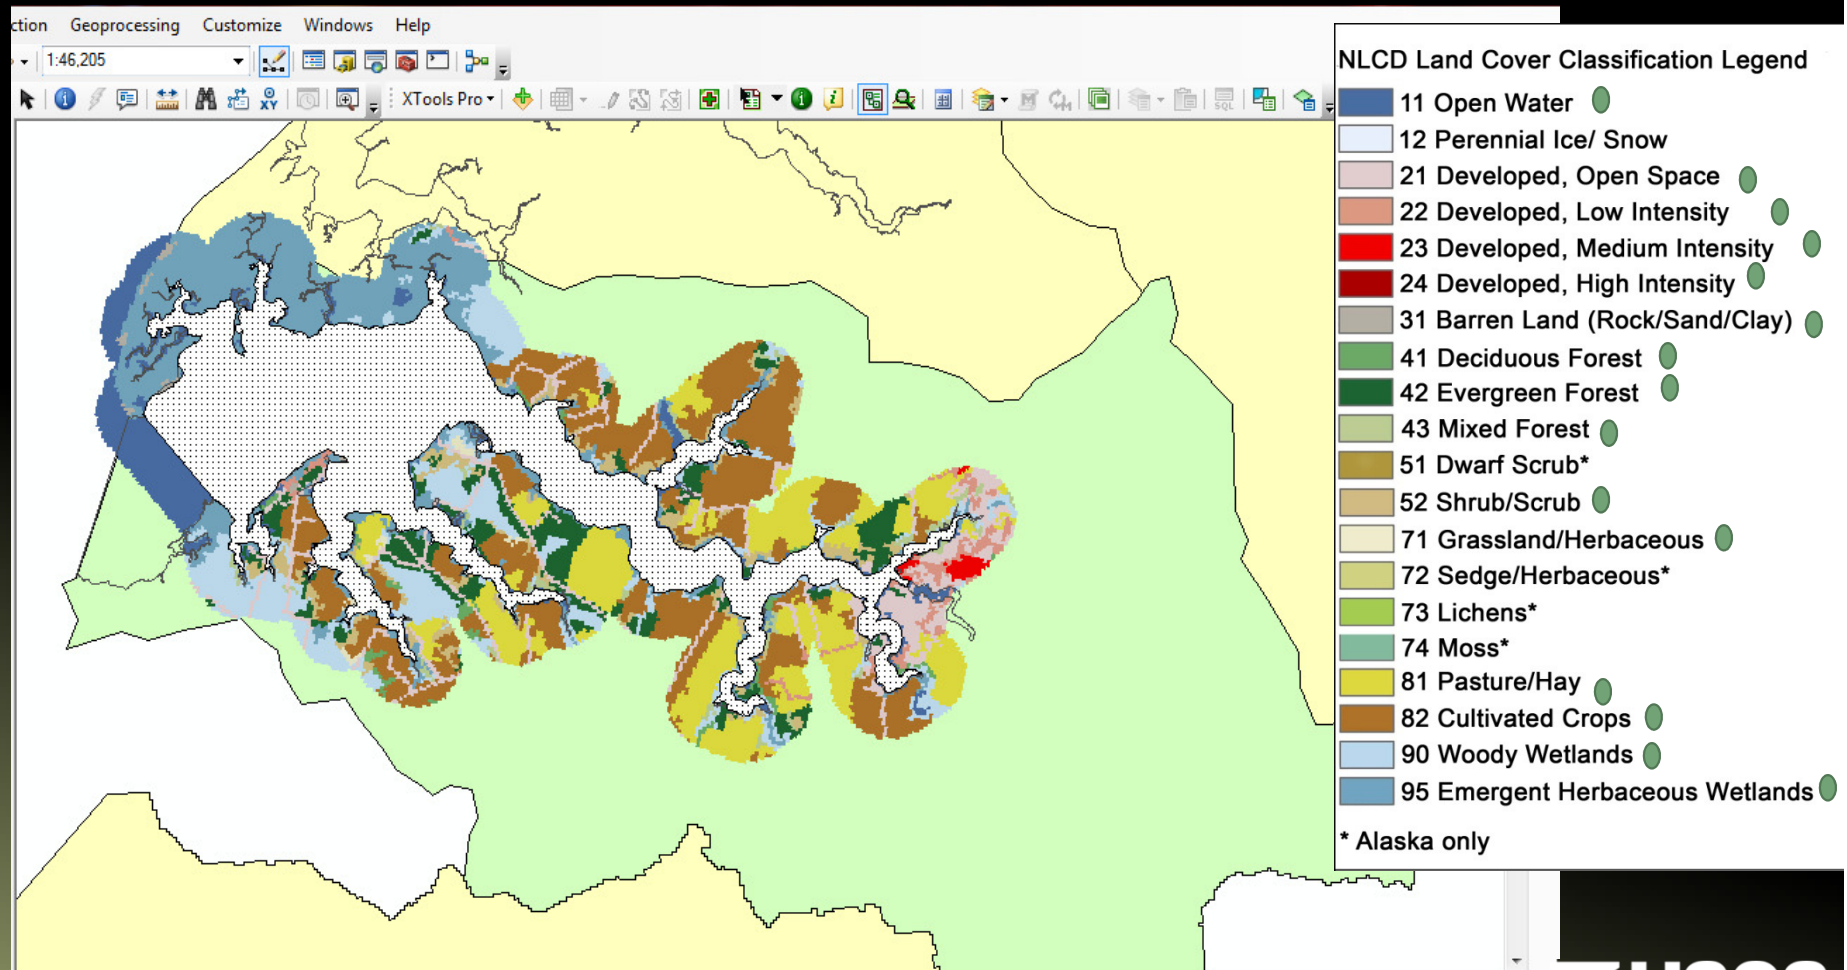 ction Geoprocessing Customize Windows Help
1:46,205
XY XTools Pro
SQL
NLCD Land Cover Classification Legend
11 Open Water
12 Perennial Ice/ Snow
21 Developed, Open Space
22 Developed, Low Intensity
23 Developed, Medium Intensity
24 Developed, High Intensity
31 Barren Land (Rock/Sand/Clay)
41 Deciduous Forest
42 Evergreen Forest
43 Mixed Forest
51 Dwarf Scrub*
52 Shrub/Scrub
71 Grassland/Herbaceous
72 Sedge/Herbaceous*
73 Lichens*
74 Moss*
81 Pasture/Hay
82 Cultivated Crops
90 Woody Wetlands
95 Emergent Herbaceous Wetlands
* Alaska only